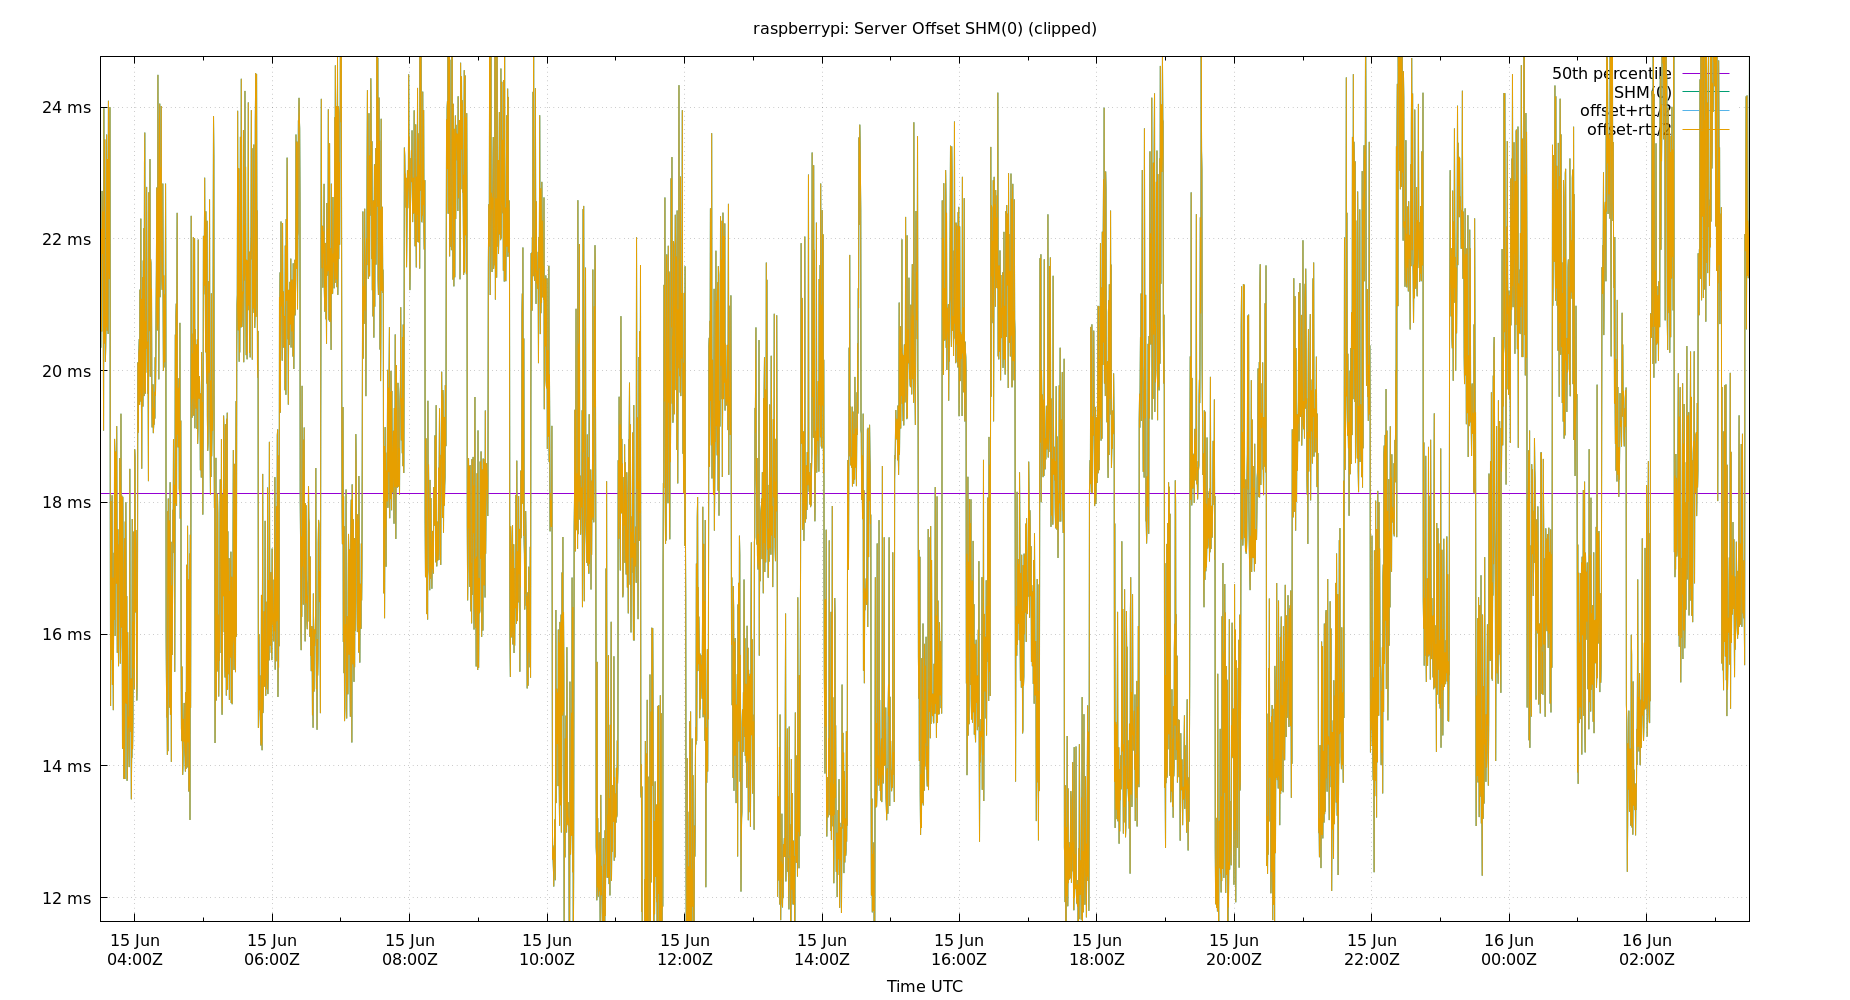 raspberrypi: Server Offset SHM(0) (clipped)
50th percentile
SHM(0)
offset+rtt/2
offset-rtt/2
24 ms
22 ms
20 ms
18 ms
16 ms
14 ms
12 ms
15 Jun 15 Jun 15 Jun 15 Jun 15 Jun 15 Jun 15 Jun 15 Jun 15 Jun 15 Jun 16 Jun 16 Jun
04:00Z 06:00Z 08:00Z 10:00Z 12:00Z 14:00Z 16:00Z 18:00Z 20:00Z 22:00Z 00:00Z 02:00Z
Time UTC